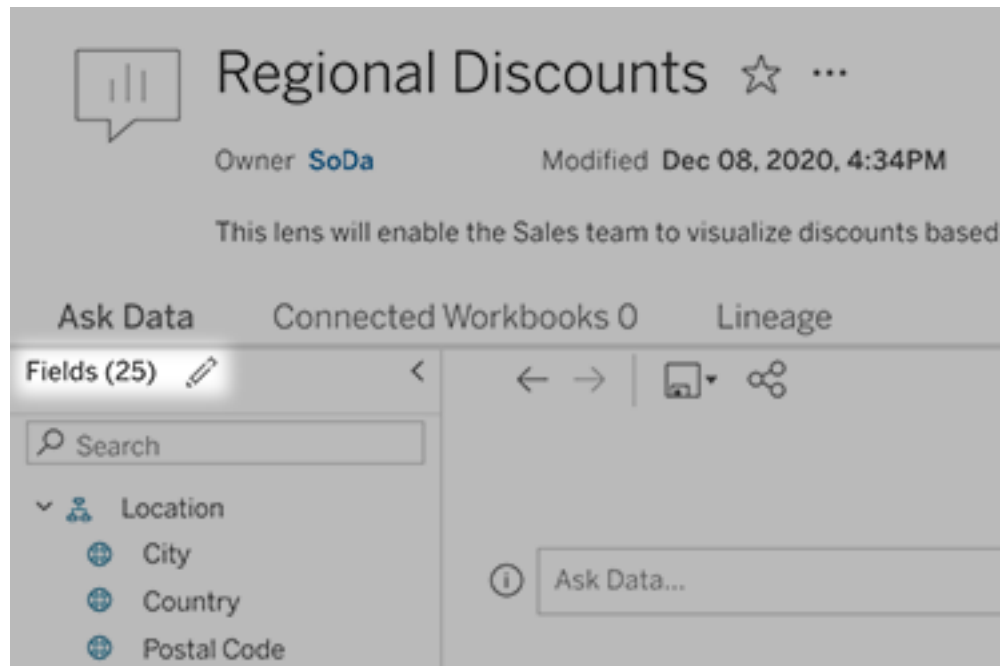 Regional Discounts
Owner SoDa Modified Dec 08, 2020, 4:34PM
This lens will enable the Sales team to visualize discounts based
Ask Data Connected Workbooks 0 Lineage
Fields (25)
Search
Location
City
Ask Data...
Country
Postal Code